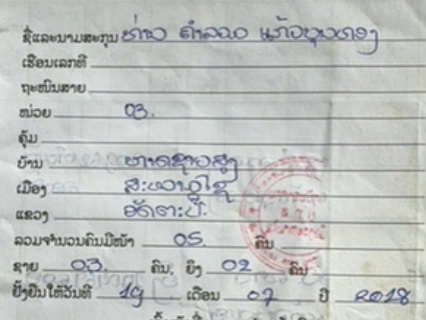 ຊື່ແລະນາມສະກຸນ ທ່ານ ຄຳລວນ ແກ້ວບຸນທອງ
ເຮືອນເລກທີ
ຖະໜົນສາຍ
ໜ່ວຍ 03.
ຄຸ້ມ
ບ້ານ ຫາດຊາວສູງ
ເມືອງ ສະໜາມໄຊ
ແຂວງ ອັດຕະປື.
ລວມຈຳນວນຄົນມີໜ້າ 05. ຄົນ
ຊາຍ 03. ຄົນ, ຍິງ 02 ຄົນ
ຢັ້ງຢືນໃຫ້ວັນທີ 19 ເດືອນ 07 ປີ 2018